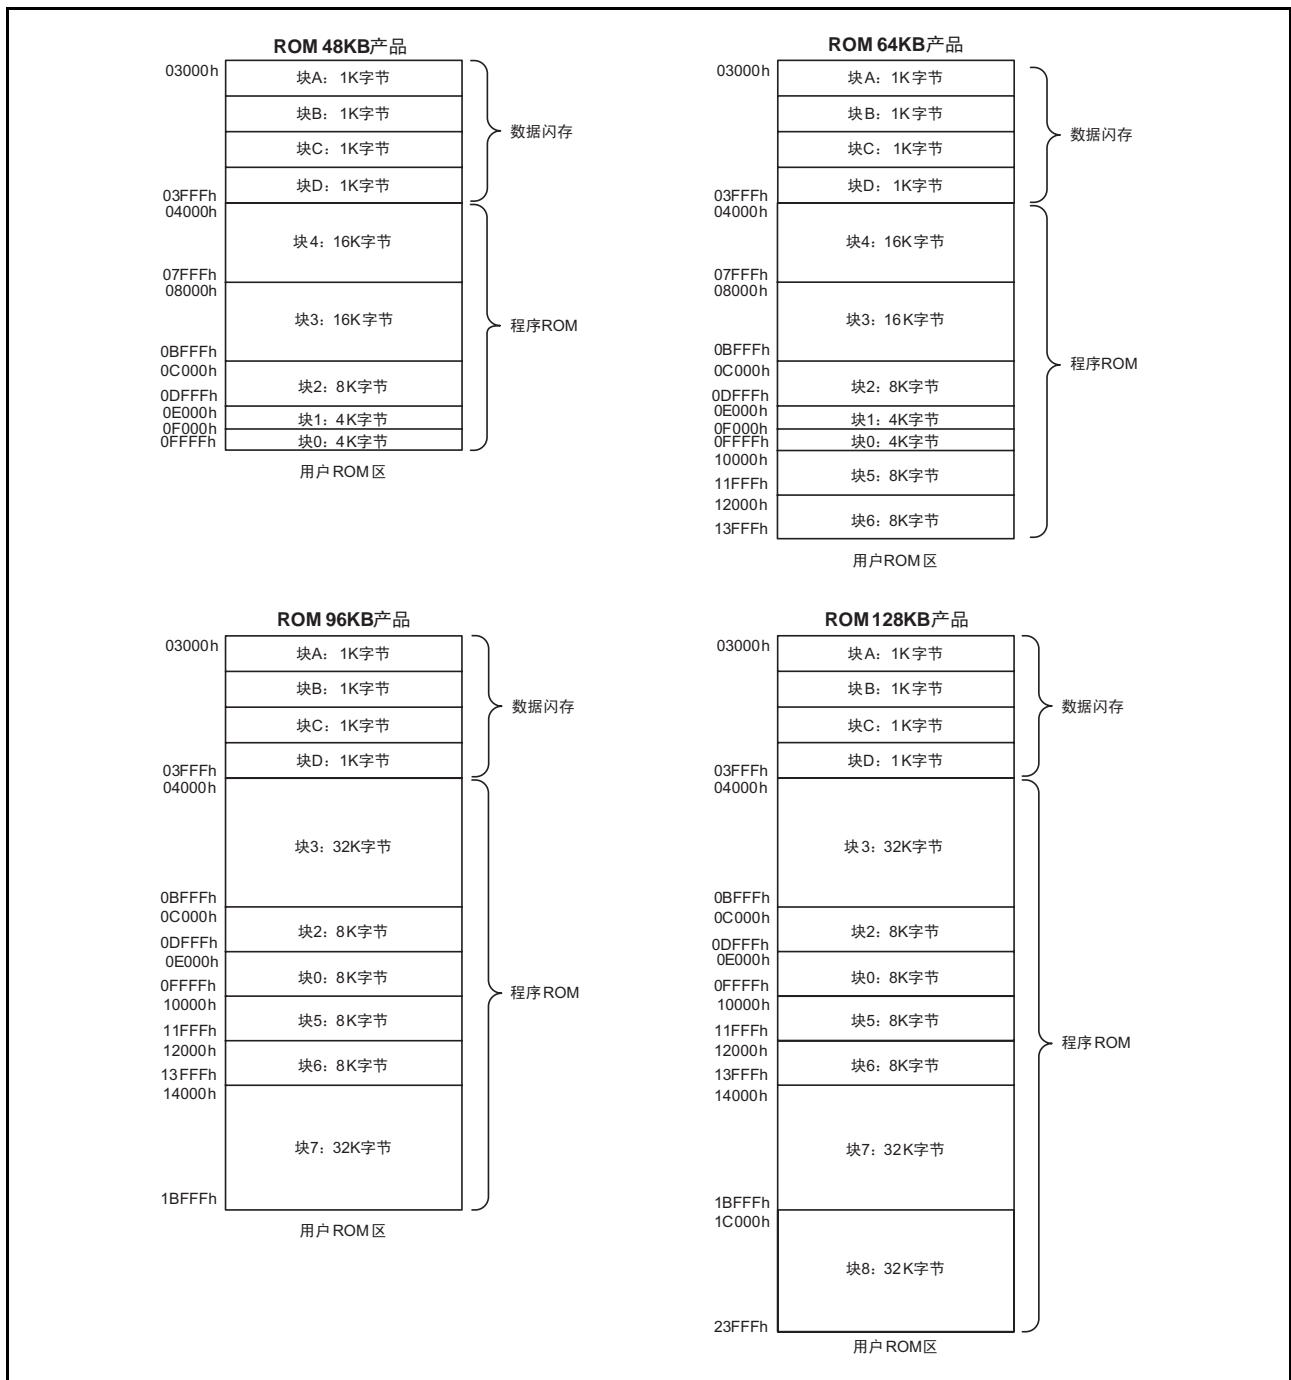 ROM 48KB产品
03000h
块A：1K字节
块B：1K字节
块C：1K字节
块D：1K字节
数据闪存
03FFFh
04000h
块4：16K字节
07FFFh
08000h
块3：16K字节
程序ROM
0BFFFh
0C000h
块2：8K字节
0DFFFh
0E000h
块1：4K字节
0F000h
块0：4K字节
0FFFFh
用户ROM区
ROM 64KB产品
03000h
块A：1K字节
块B：1K字节
块C：1K字节
块D：1K字节
数据闪存
03FFFh
04000h
块4：16K字节
07FFFh
08000h
块3：16K字节
0BFFFh
0C000h
程序ROM
块2：8K字节
0DFFFh
0E000h
块1：4K字节
0F000h
块0：4K字节
0FFFFh
10000h
块5：8K字节
11FFFh
12000h
块6：8K字节
13FFFh
用户ROM区
ROM 96KB产品
03000h
块A：1K字节
块B：1K字节
块C：1K字节
块D：1K字节
数据闪存
03FFFh
04000h
块3：32K字节
0BFFFh
0C000h
块2：8K字节
0DFFFh
0E000h
块0：8K字节
0FFFFh
程序ROM
10000h
块5：8K字节
11FFFh
12000h
块6：8K字节
13FFFh
14000h
块7：32K字节
1BFFFh
用户ROM区
ROM 128KB产品
03000h
块A：1K字节
块B：1K字节
块C：1K字节
块D：1K字节
数据闪存
03FFFh
04000h
块3：32K字节
0BFFFh
0C000h
块2：8K字节
0DFFFh
0E000h
块0：8K字节
0FFFFh
10000h
块5：8K字节
11FFFh
程序ROM
12000h
块6：8K字节
13FFFh
14000h
块7：32K字节
1BFFFh
1C000h
块8：32K字节
23FFFh
用户ROM区